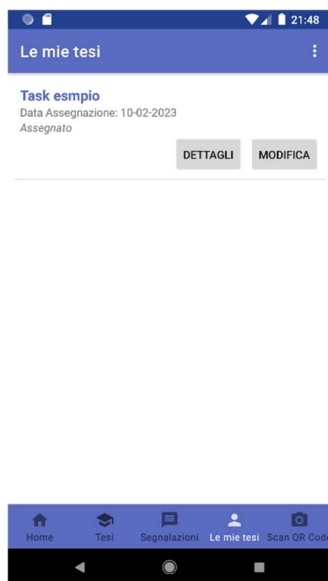 21:48
Le mie tesi
Task esmpio
Data Assegnazione: 10-02-2023
Assegnato
DETTAGLI MODIFICA
Home Tesi Segnalazioni Le mie tesi Scan QR Code